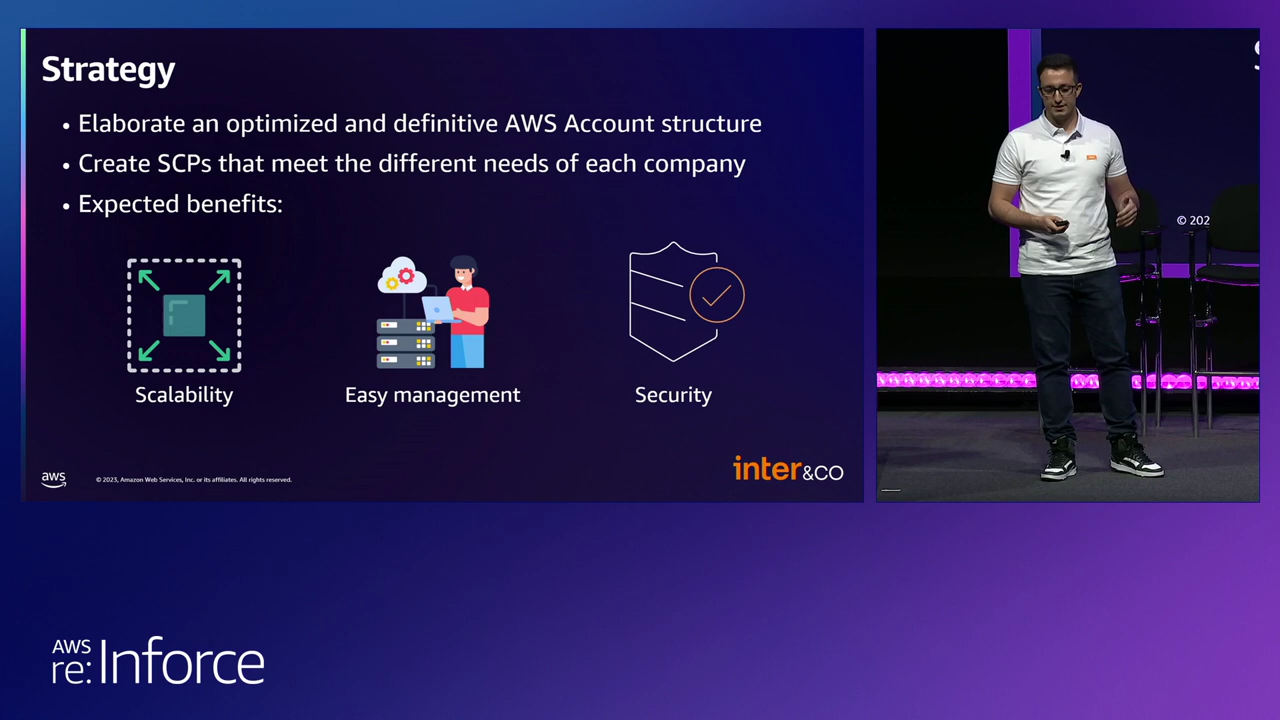 Strategy
• Elaborate an optimized and definitive AWS Account structure
• Create SCPs that meet the different needs of each company
• Expected benefits:
Scalability
Easy management
Security
aws
© 2023, Amazon Web Services, Inc. or its affiliates. All rights reserved.
inter&co
© 202
AWS
re:Inforce